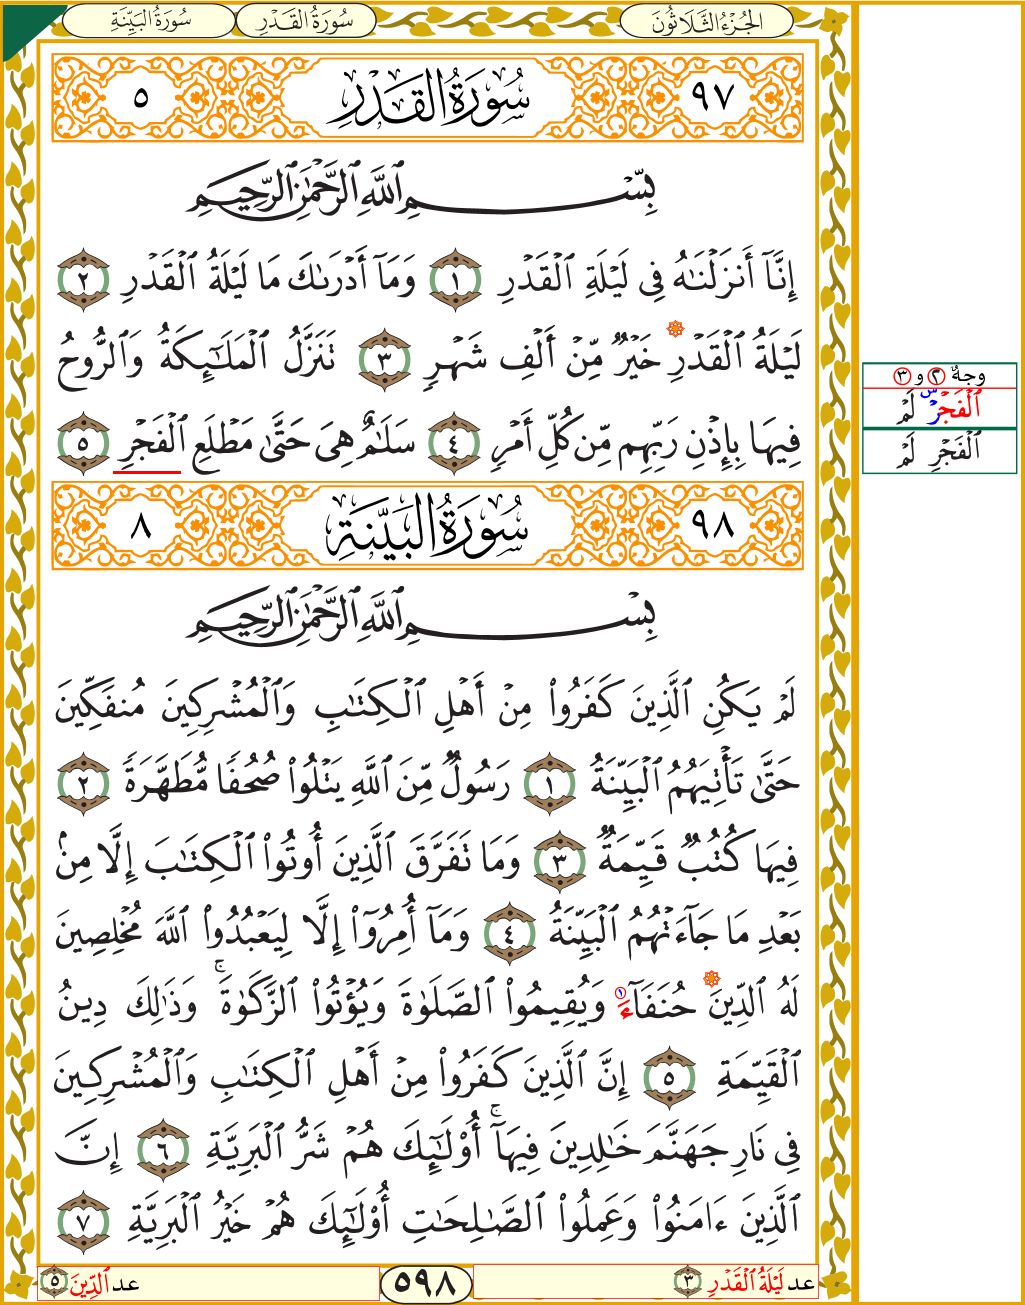 الجُزْءُ الثَّلَاثُونَ سُورَةُ القَدْرِ سُورَةُ البَيِّنَةِ
٩٧ سُورَةُ القَدْرِ ٥
بِسْمِ ٱللَّهِ ٱلرَّحْمَٰنِ ٱلرَّحِيمِ
إِنَّآ أَنزَلْنَٰهُ فِى لَيْلَةِ ٱلْقَدْرِ ١ وَمَآ أَدْرَىٰكَ مَا لَيْلَةُ ٱلْقَدْرِ ٢
لَيْلَةُ ٱلْقَدْرِ خَيْرٌ مِّنْ أَلْفِ شَهْرٍ ٣ تَنَزَّلُ ٱلْمَلَٰٓئِكَةُ وَٱلرُّوحُ
فِيهَا بِإِذْنِ رَبِّهِم مِّن كُلِّ أَمْرٍ ٤ سَلَٰمٌ هِىَ حَتَّىٰ مَطْلَعِ ٱلْفَجْرِ ٥
وجهٌ ٢ و ٣
ٱلْفَجْرِ س لَمْ
ٱلْفَجْرِ لَمْ
٩٨ سُورَةُ البَيِّنَةِ ٨
بِسْمِ ٱللَّهِ ٱلرَّحْمَٰنِ ٱلرَّحِيمِ
لَمْ يَكُنِ ٱلَّذِينَ كَفَرُوا۟ مِنْ أَهْلِ ٱلْكِتَٰبِ وَٱلْمُشْرِكِينَ مُنفَكِّينَ
حَتَّىٰ تَأْتِيَهُمُ ٱلْبَيِّنَةُ ١ رَسُولٌ مِّنَ ٱللَّهِ يَتْلُوا۟ صُحُفًا مُّطَهَّرَةً ٢
فِيهَا كُتُبٌ قَيِّمَةٌ ٣ وَمَا تَفَرَّقَ ٱلَّذِينَ أُوتُوا۟ ٱلْكِتَٰبَ إِلَّا مِنۢ
بَعْدِ مَا جَآءَتْهُمُ ٱلْبَيِّنَةُ ٤ وَمَآ أُمِرُوٓا۟ إِلَّا لِيَعْبُدُوا۟ ٱللَّهَ مُخْلِصِينَ
لَهُ ٱلدِّينَ حُنَفَآءَ ١ وَيُقِيمُوا۟ ٱلصَّلَوٰةَ وَيُؤْتُوا۟ ٱلزَّكَوٰةَ ۚ وَذَٰلِكَ دِينُ
ٱلْقَيِّمَةِ ٥ إِنَّ ٱلَّذِينَ كَفَرُوا۟ مِنْ أَهْلِ ٱلْكِتَٰبِ وَٱلْمُشْرِكِينَ
فِى نَارِ جَهَنَّمَ خَٰلِدِينَ فِيهَآ ۚ أُو۟لَٰٓئِكَ هُمْ شَرُّ ٱلْبَرِيَّةِ ٦ إِنَّ
ٱلَّذِينَ ءَامَنُوا۟ وَعَمِلُوا۟ ٱلصَّٰلِحَٰتِ أُو۟لَٰٓئِكَ هُمْ خَيْرُ ٱلْبَرِيَّةِ ٧
عد لَيْلَةُ ٱلْقَدْرِ ٣ ٥٩٨ عد ٱلدِّينَ ٥